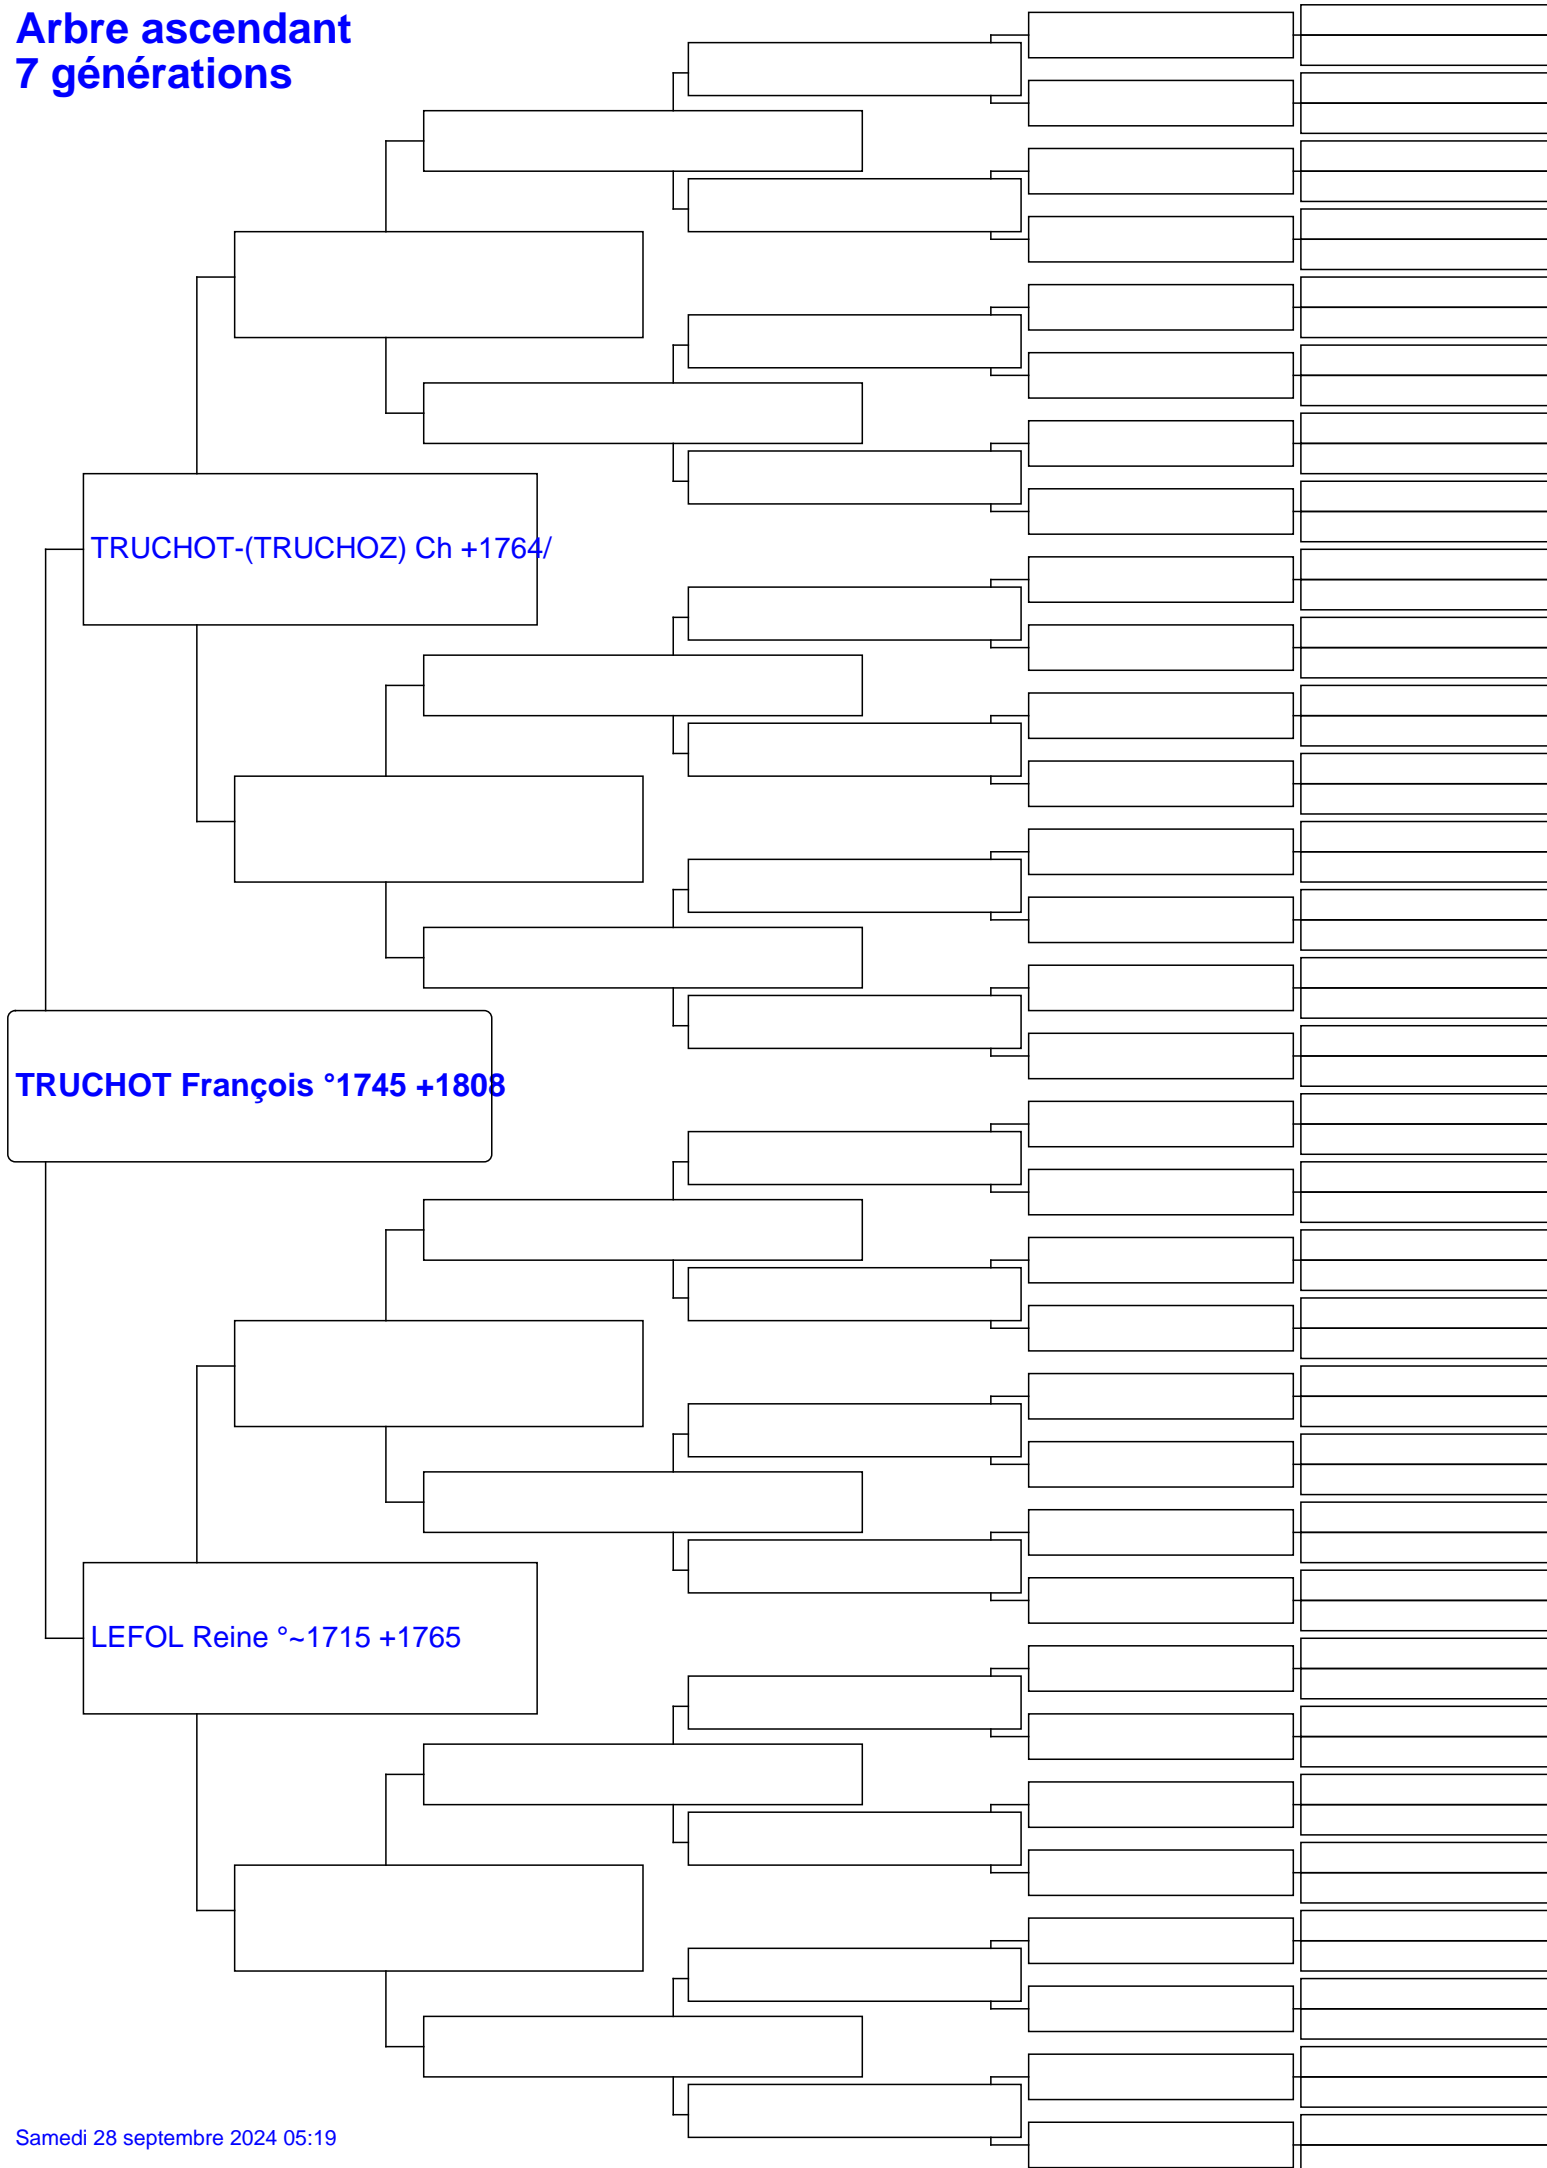 Arbre ascendant
7 générations
TRUCHOT-(TRUCHOZ) Ch +1764/
TRUCHOT François °1745 +1808
LEFOL Reine °~1715 +1765
Samedi 28 septembre 2024 05:19